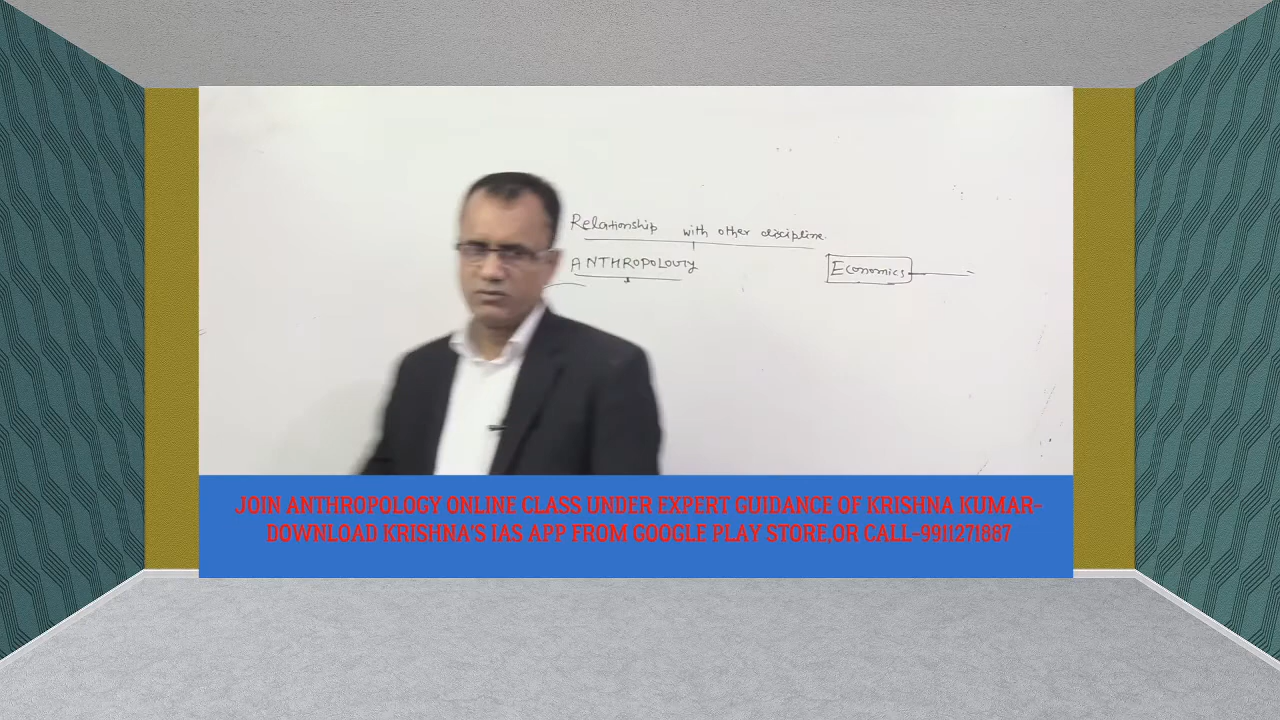 Relationship with other discipline.
ANTHROPOLOGY
Economics
JOIN ANTHROPOLOGY ONLINE CLASS UNDER EXPERT GUIDANCE OF KRISHNA KUMAR-
DOWNLOAD KRISHNA'S IAS APP FROM GOOGLE PLAY STORE,OR CALL-9911271887